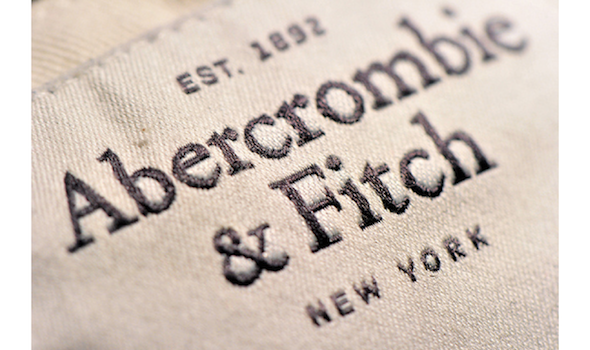 EST. 1892
Abercrombie
& Fitch
NEW YORK